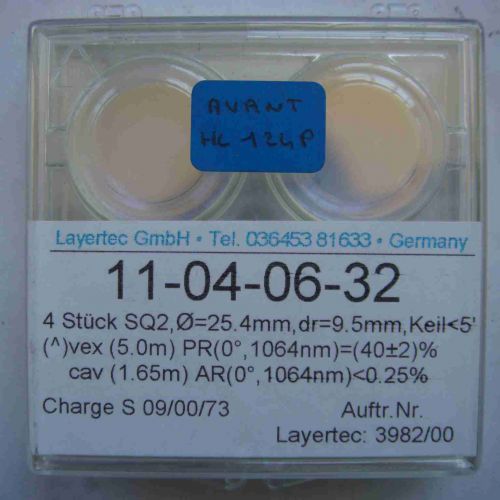 AVANT
HL 124P
Layertec GmbH • Tel. 036453 81633 • Germany
11-04-06-32
4 Stück SQ2,Ø=25.4mm,dr=9.5mm,Keil<5'
(^)vex (5.0m) PR(0°,1064nm)=(40±2)%
cav (1.65m) AR(0°,1064nm)<0.25%
Charge S 09/00/73 Auftr.Nr.
Layertec: 3982/00